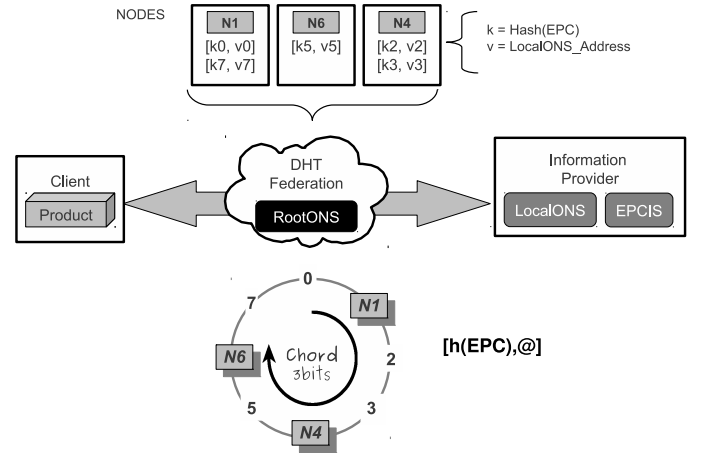 NODES
N1
N6
N4
[k0, v0]
[k7, v7]
[k5, v5]
[k2, v2]
[k3, v3]
k = Hash(EPC)
v = LocalONS_Address
Client
Product
DHT
Federation
RootONS
Information
Provider
LocalONS
EPCIS
0
7
N1
N6
Chord
3bits
2
5
3
N4
[h(EPC),@]